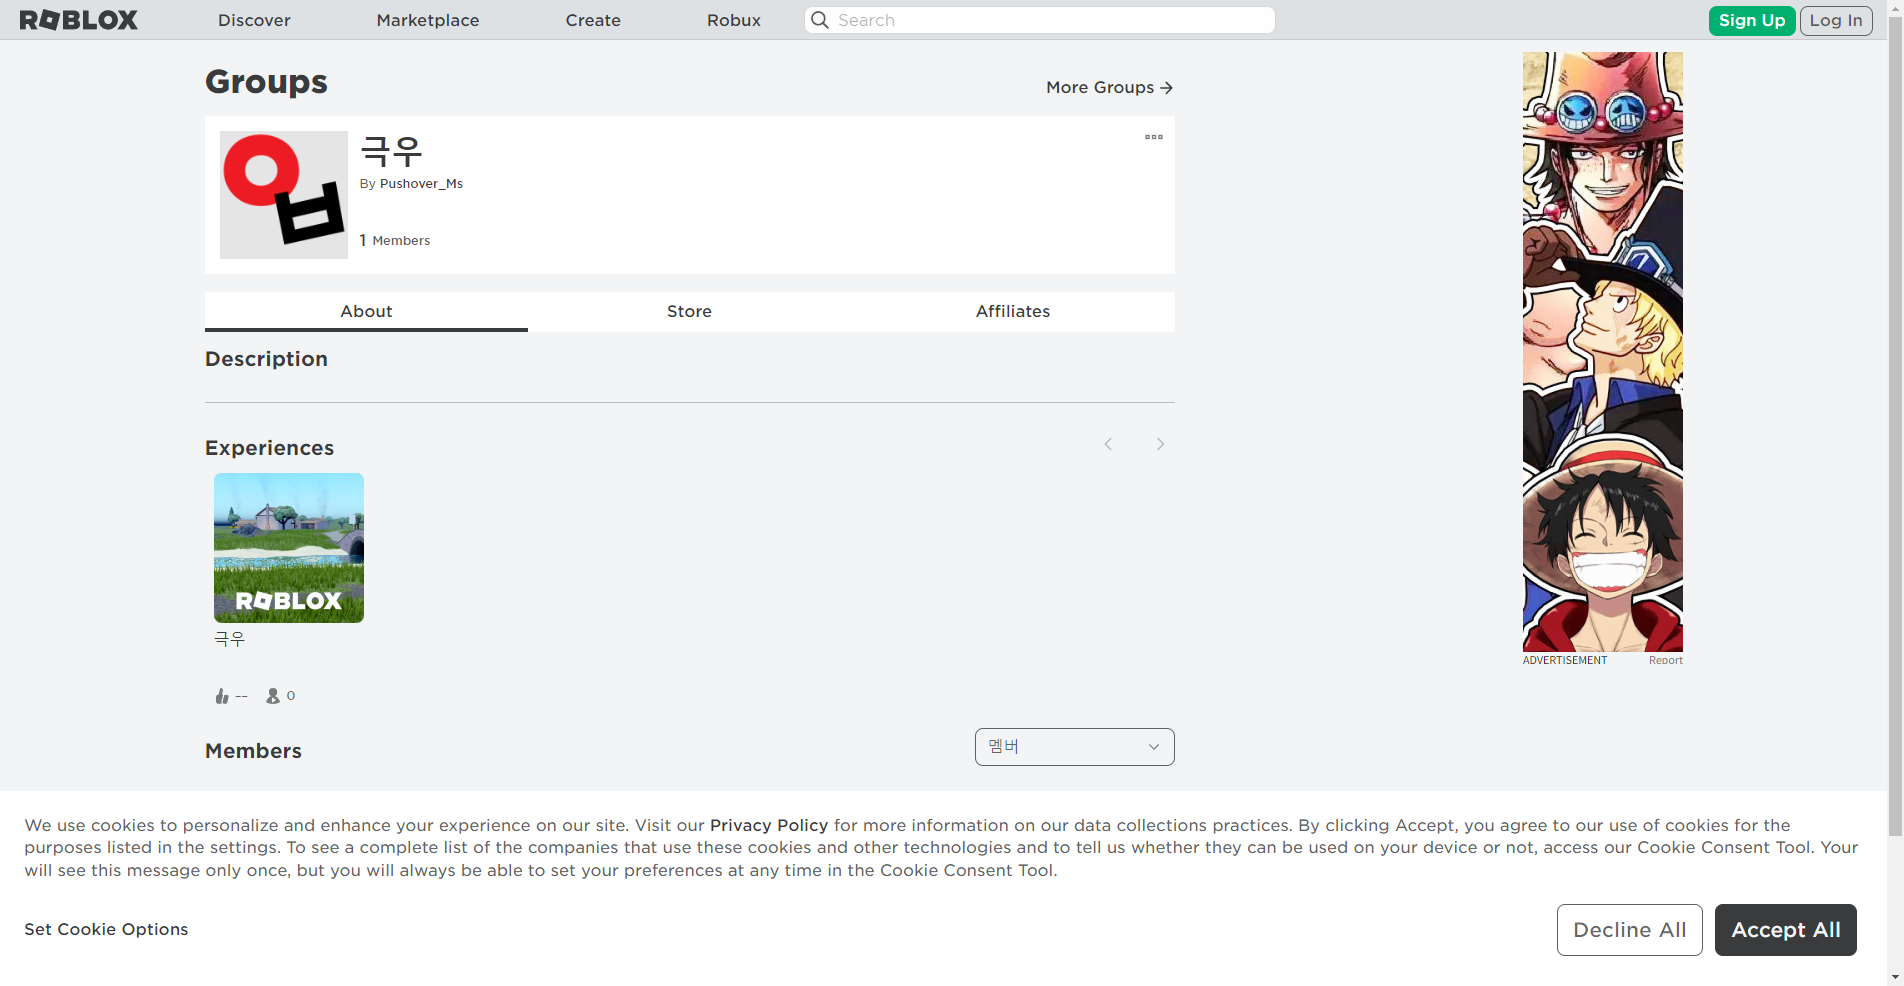 ROBLOX
Discover
Marketplace
Create
Robux
Search
Sign Up
Log In
Groups
More Groups
극우
By Pushover_Ms
1 Members
About
Store
Affiliates
Description
Experiences
ROBLOX
극우
--
0
ADVERTISEMENT
Report
Members
멤버
We use cookies to personalize and enhance your experience on our site. Visit our Privacy Policy for more information on our data collections practices. By clicking Accept, you agree to our use of cookies for the
purposes listed in the settings. To see a complete list of the companies that use these cookies and other technologies and to tell us whether they can be used on your device or not, access our Cookie Consent Tool. Your
will see this message only once, but you will always be able to set your preferences at any time in the Cookie Consent Tool.
Set Cookie Options
Decline All
Accept All